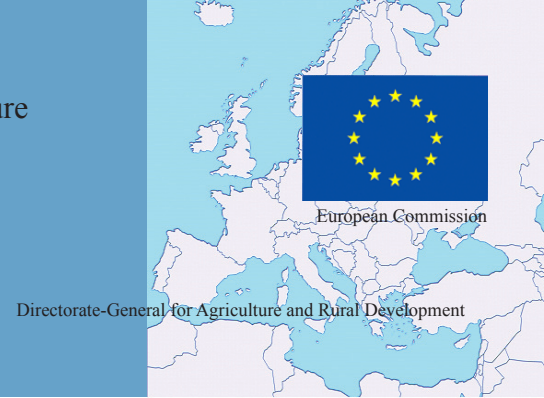 European Commission
Directorate-General for Agriculture and Rural Development